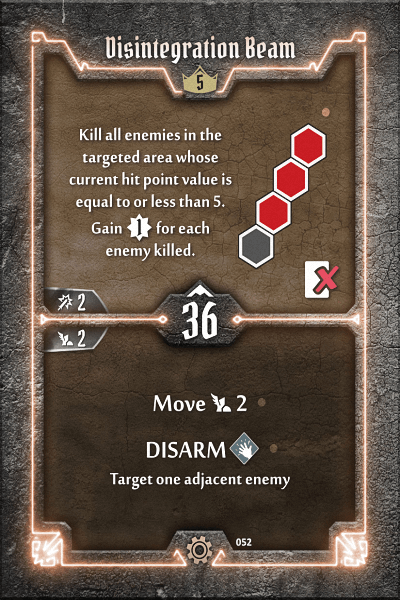 Disintegration Beam
5
Kill all enemies in the
targeted area whose
current hit point value is
equal to or less than 5.
Gain 1 for each
enemy killed.
2
36
2
Move 2
DISARM
Target one adjacent enemy
052